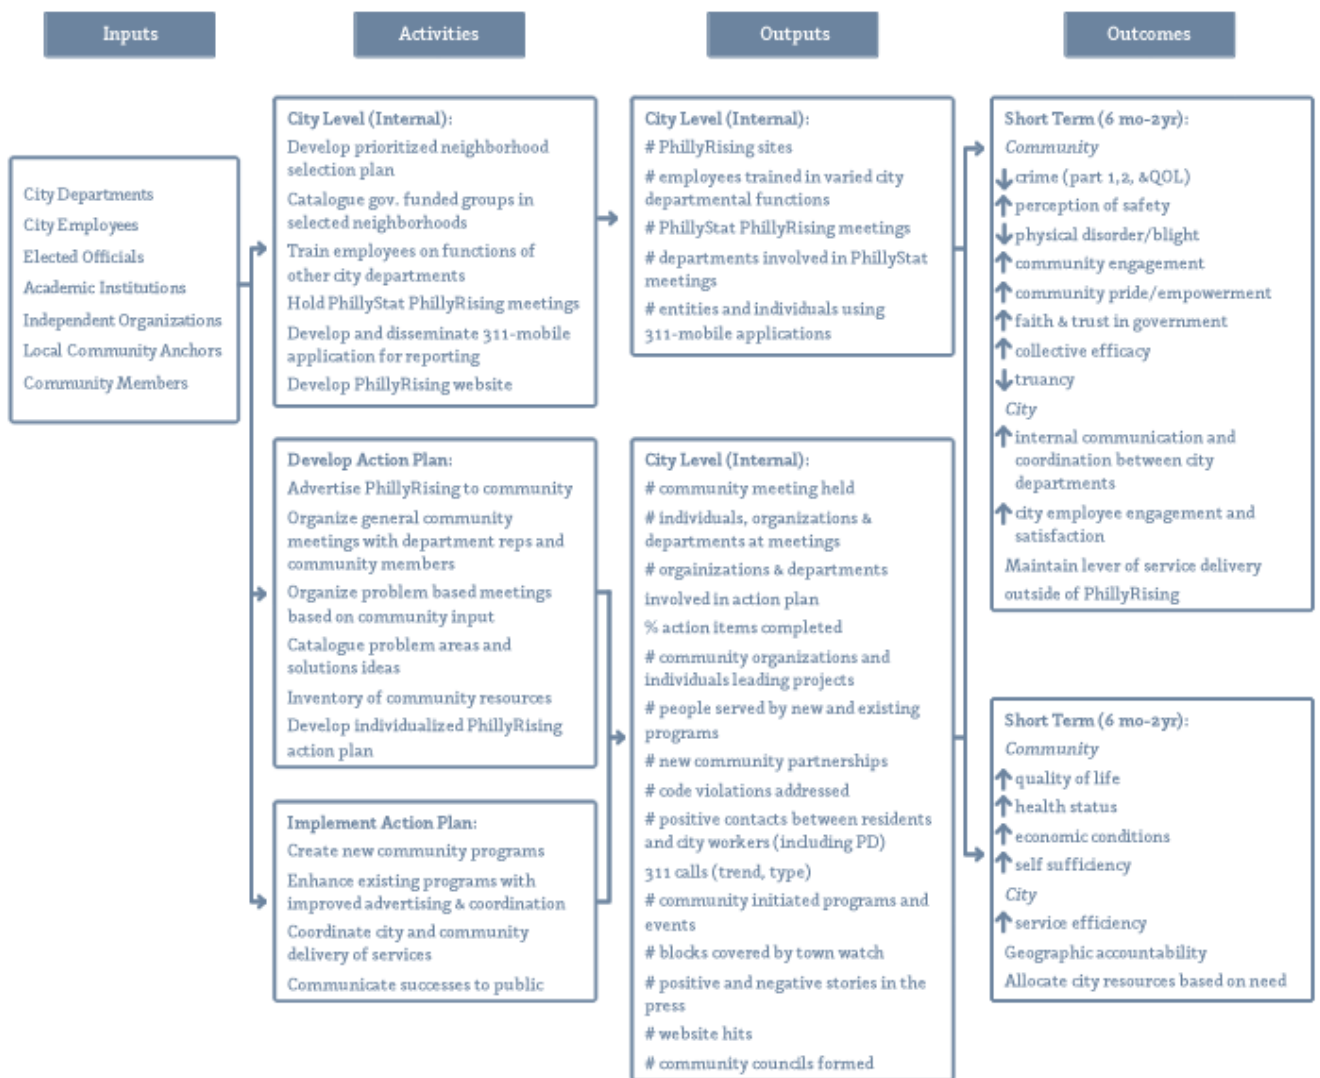 Inputs
Activities
Outputs
Outcomes
City Departments
City Employees
Elected Officials
Academic Institutions
Independent Organizations
Local Community Anchors
Community Members
City Level (Internal):
Develop prioritized neighborhood
selection plan
Catalogue gov. funded groups in
selected neighborhoods
Train employees on functions of
other city departments
Hold PhillyStat PhillyRising meetings
Develop and disseminate 311-mobile
application for reporting
Develop PhillyRising website
Develop Action Plan:
Advertise PhillyRising to community
Organize general community
meetings with department reps and
community members
Organize problem based meetings
based on community input
Catalogue problem areas and
solutions ideas
Inventory of community resources
Develop individualized PhillyRising
action plan
Implement Action Plan:
Create new community programs
Enhance existing programs with
improved advertising & coordination
Coordinate city and community
delivery of services
Communicate successes to public
City Level (Internal):
# PhillyRising sites
# employees trained in varied city
departmental functions
# PhillyStat PhillyRising meetings
# departments involved in PhillyStat
meetings
# entities and individuals using
311-mobile applications
City Level (Internal):
# community meeting held
# individuals, organizations &
departments at meetings
# orgainizations & departments
involved in action plan
% action items completed
# community organizations and
individuals leading projects
# people served by new and existing
programs
# new community partnerships
# code violations addressed
# positive contacts between residents
and city workers (including PD)
311 calls (trend, type)
# community initiated programs and
events
# blocks covered by town watch
# positive and negative stories in the
press
# website hits
# community councils formed
Short Term (6 mo-2yr):
Community
crime (part 1,2, &QOL)
perception of safety
physical disorder/blight
community engagement
community pride/empowerment
faith & trust in government
collective efficacy
truancy
City
internal communication and
coordination between city
departments
city employee engagement and
satisfaction
Maintain lever of service delivery
outside of PhillyRising
Short Term (6 mo-2yr):
Community
quality of life
health status
economic conditions
self sufficiency
City
service efficiency
Geographic accountability
Allocate city resources based on need